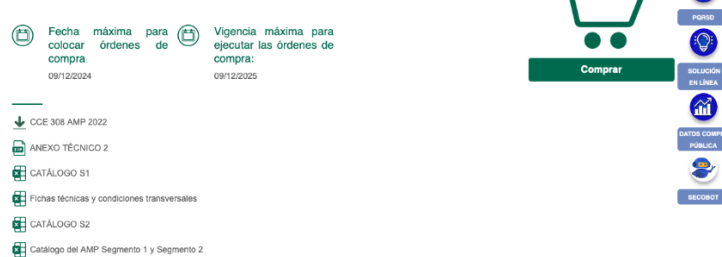 Fecha máxima para
colocar órdenes de
compra:
09/12/2024
Vigencia máxima para
ejecutar las órdenes de
compra:
09/12/2025
Comprar
PQRSD
SOLUCIÓN
EN LÍNEA
DATOS COMP
PÚBLICA
SECOBOT
CCE 308 AMP 2022
ANEXO TÉCNICO 2
CATÁLOGO S1
Fichas técnicas y condiciones transversales
CATÁLOGO S2
Catálogo del AMP Segmento 1 y Segmento 2